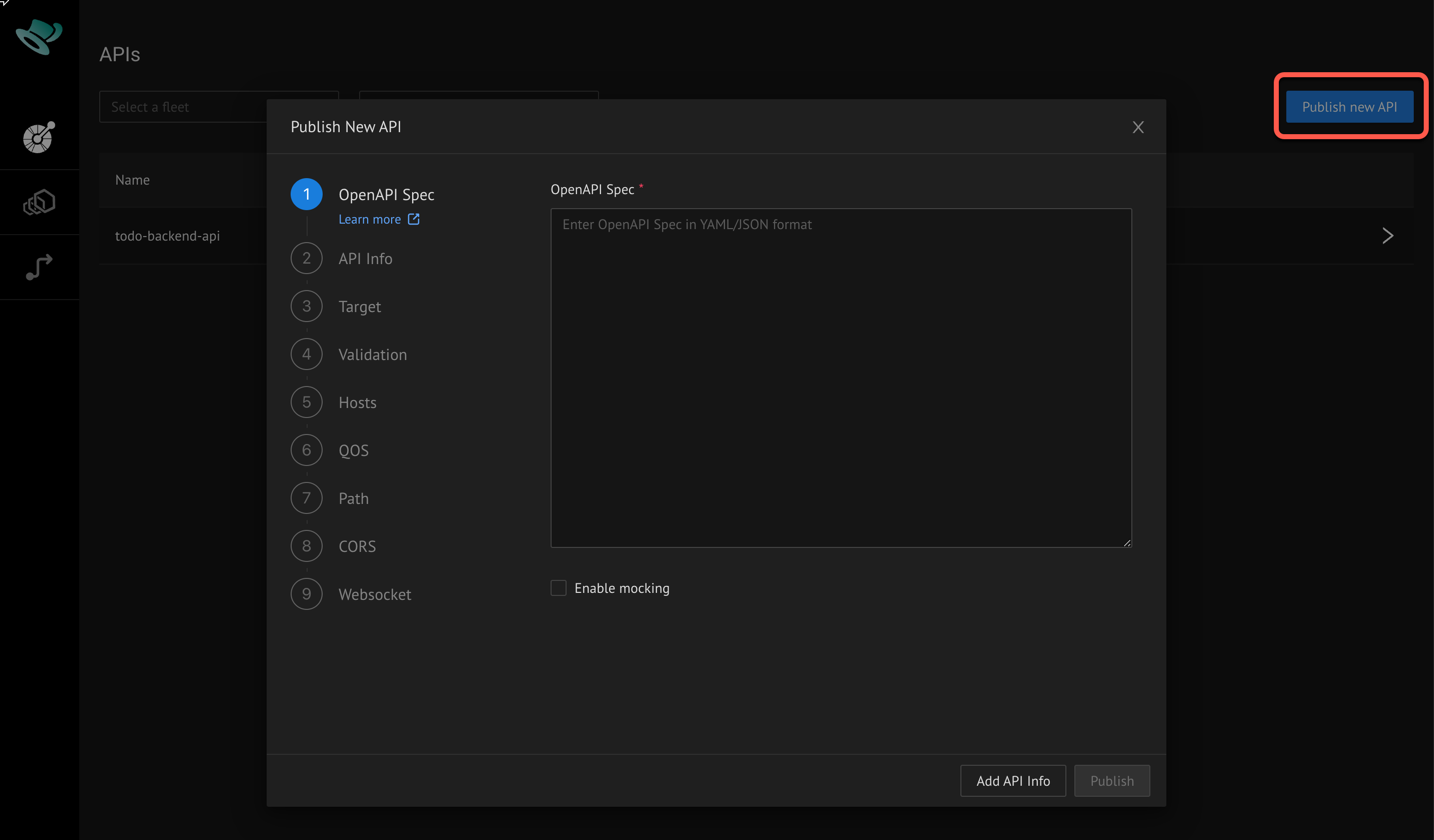 APIs
Select a fleet
Publish new API
Publish New API
Name
todo-backend-api
1 OpenAPI Spec
Learn more
2 API Info
3 Target
4 Validation
5 Hosts
6 QOS
7 Path
8 CORS
9 Websocket
OpenAPI Spec *
Enter OpenAPI Spec in YAML/JSON format
Enable mocking
Add API Info
Publish